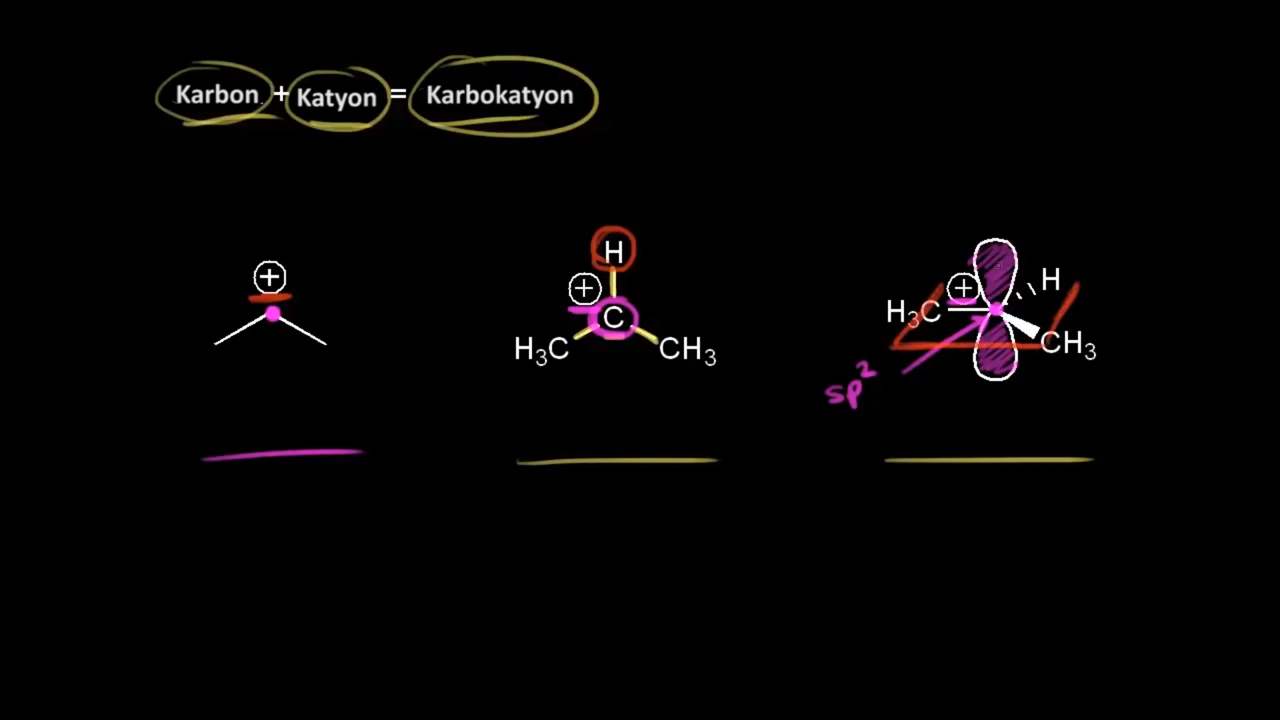 Karbon + Katyon = Karbokatyon
⊕
H
⊕
C
H₃C
CH₃
⊕
H
H₃C
CH₃
sp²